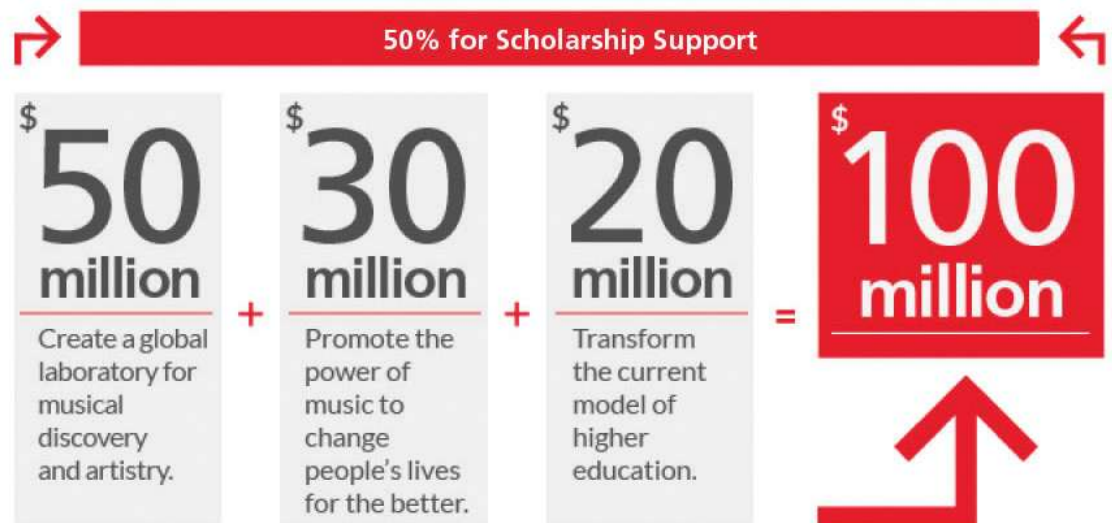 50% for Scholarship Support
$50
million
Create a global
laboratory for
musical
discovery
and artistry.
+
$30
million
Promote the
power of
music to
change
people's lives
for the better.
+
$20
million
Transform
the current
model of
higher
education.
=
$100
million